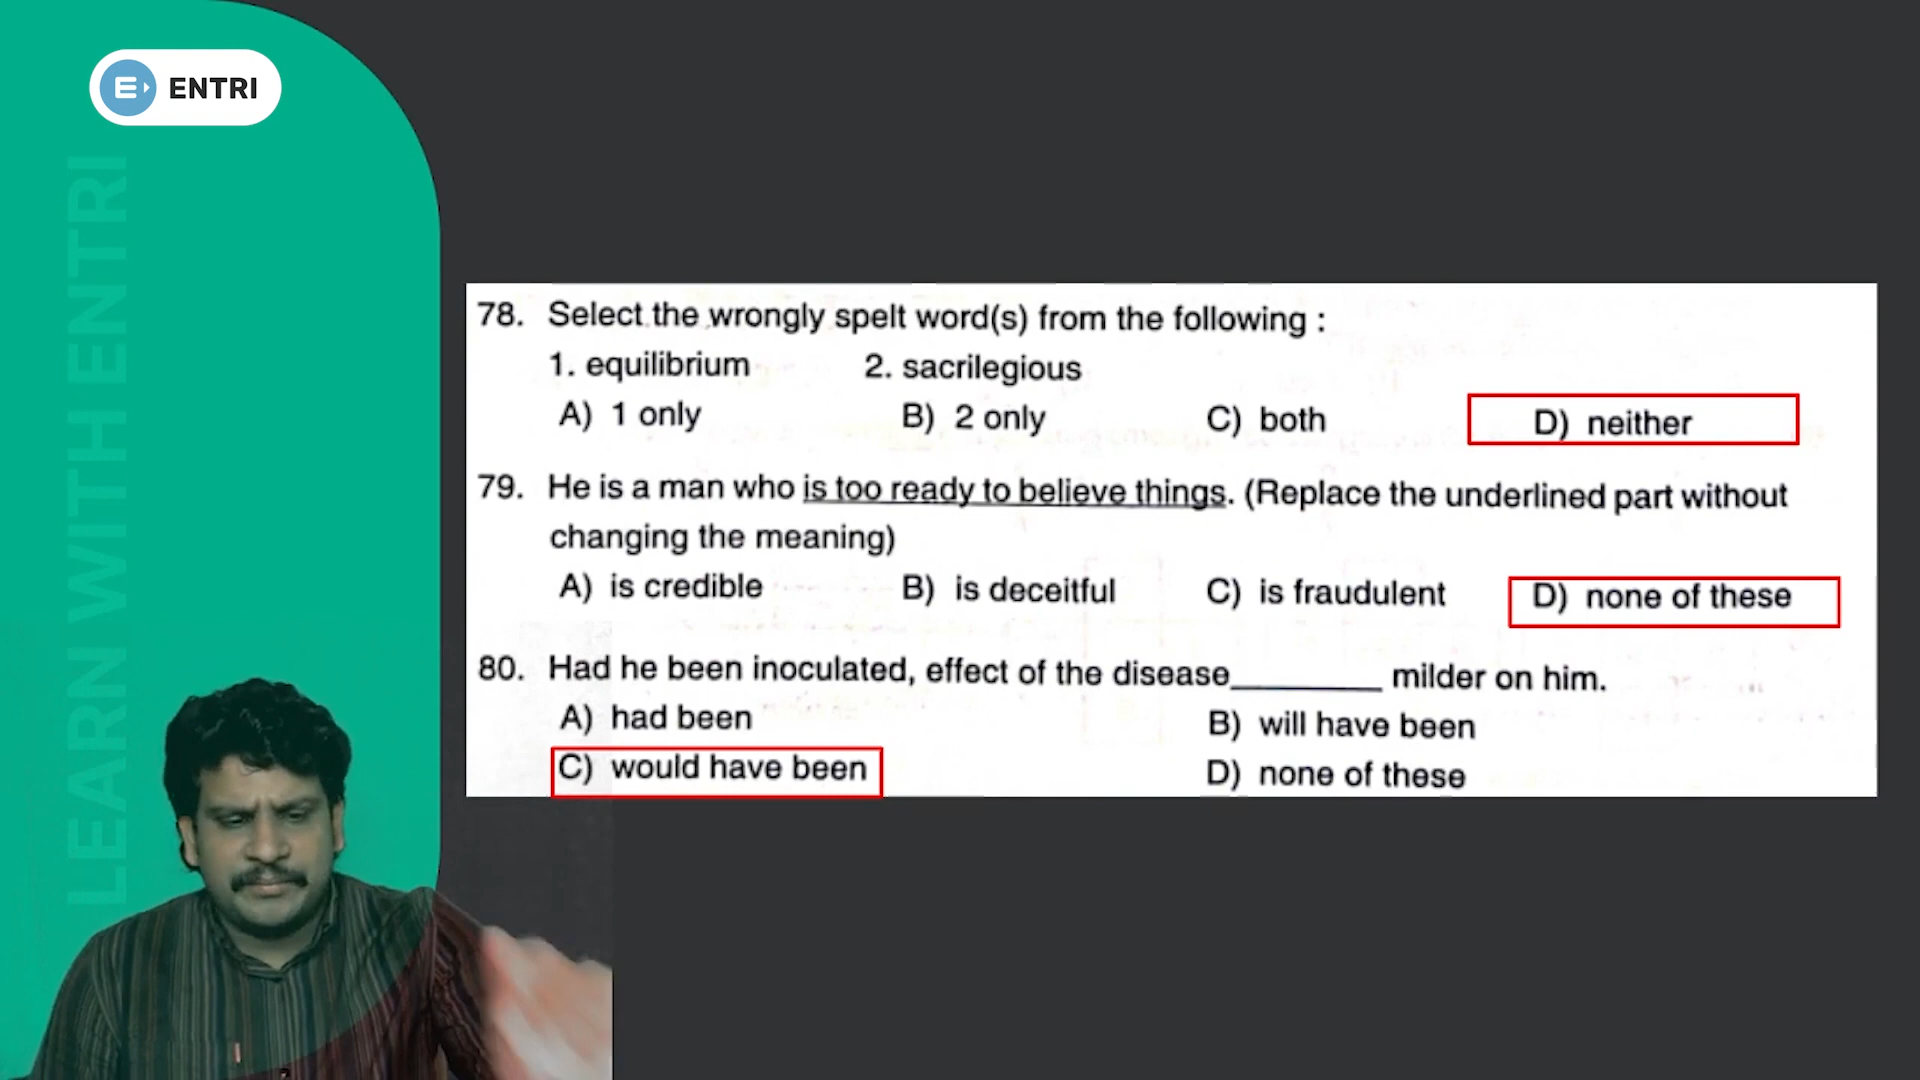 ENTRI
LEARN WITH ENTRI
78. Select the wrongly spelt word(s) from the following :
1. equilibrium 2. sacrilegious
A) 1 only B) 2 only C) both D) neither
79. He is a man who is too ready to believe things. (Replace the underlined part without
changing the meaning)
A) is credible B) is deceitful C) is fraudulent D) none of these
80. Had he been inoculated, effect of the disease________ milder on him.
A) had been B) will have been
C) would have been D) none of these